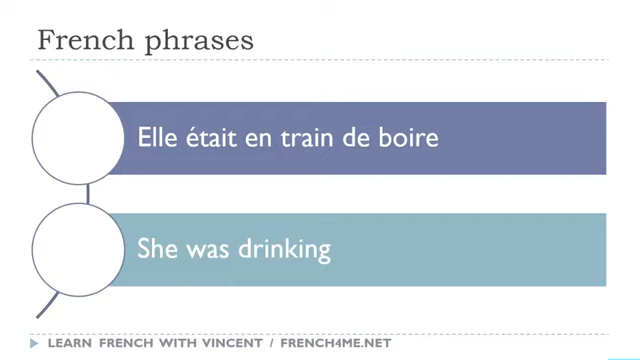 French phrases
Elle était en train de boire
She was drinking
LEARN FRENCH WITH VINCENT / FRENCH4ME.NET